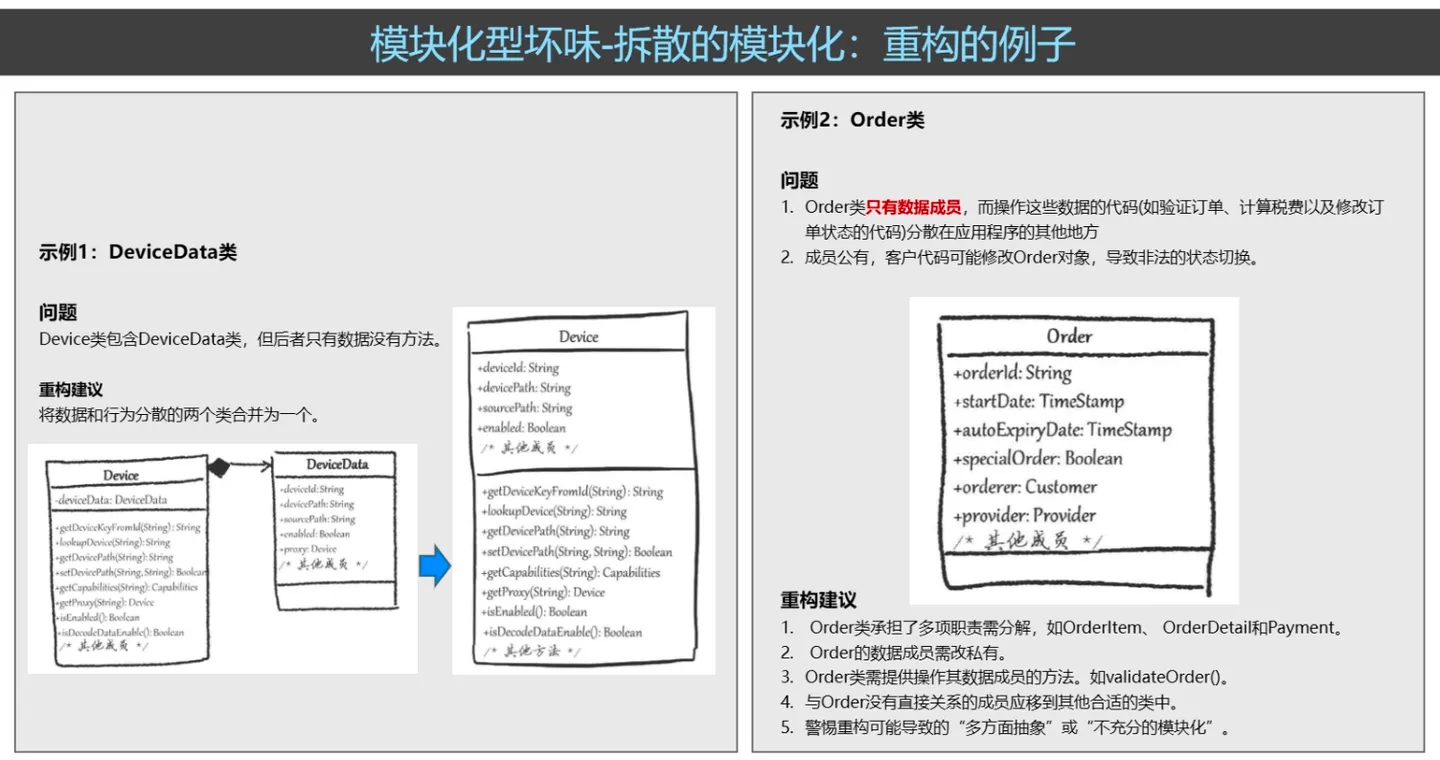 模块化型坏味-拆散的模块化：重构的例子
示例1：DeviceData类
问题
Device类包含DeviceData类，但后者只有数据没有方法。
重构建议
将数据和行为分散的两个类合并为一个。
Device
-deviceData: DeviceData
+getDeviceKeyFromId(String): String
+lookupDevice(String): String
+getDevicePath(String): String
+setDevicePath(String, String): Boolean
+getCapabilities(String): Capabilities
+getProxy(String): Device
+isEnabled(): Boolean
+isDecodeDataEnable(): Boolean
/* 其他成员 */
DeviceData
+deviceId: String
+devicePath: String
+sourcePath: String
+enabled: Boolean
+proxy: Device
/* 其他成员 */
Device
+deviceId: String
+devicePath: String
+sourcePath: String
+enabled: Boolean
/* 其他成员 */
+getDeviceKeyFromId(String): String
+lookupDevice(String): String
+getDevicePath(String): String
+setDevicePath(String, String): Boolean
+getCapabilities(String): Capabilities
+getProxy(String): Device
+isEnabled(): Boolean
+isDecodeDataEnable(): Boolean
/* 其他方法 */
示例2：Order类
问题
1. Order类只有数据成员，而操作这些数据的代码(如验证订单、计算税费以及修改订
单状态的代码)分散在应用程序的其他地方
2. 成员公有，客户代码可能修改Order对象，导致非法的状态切换。
Order
+orderId: String
+startDate: TimeStamp
+autoExpiryDate: TimeStamp
+specialOrder: Boolean
+orderer: Customer
+provider: Provider
/* 其他成员 */
重构建议
1. Order类承担了多项职责需分解，如OrderItem、 OrderDetail和Payment。
2. Order的数据成员需改私有。
3. Order类需提供操作其数据成员的方法。如validateOrder()。
4. 与Order没有直接关系的成员应移到其他合适的类中。
5. 警惕重构可能导致的“多方面抽象”或“不充分的模块化”。